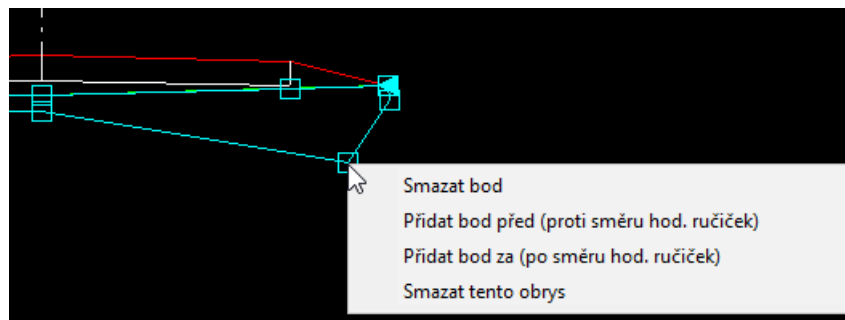 Smazat bod
Přidat bod před (proti směru hod. ručiček)
Přidat bod za (po směru hod. ručiček)
Smazat tento obrys